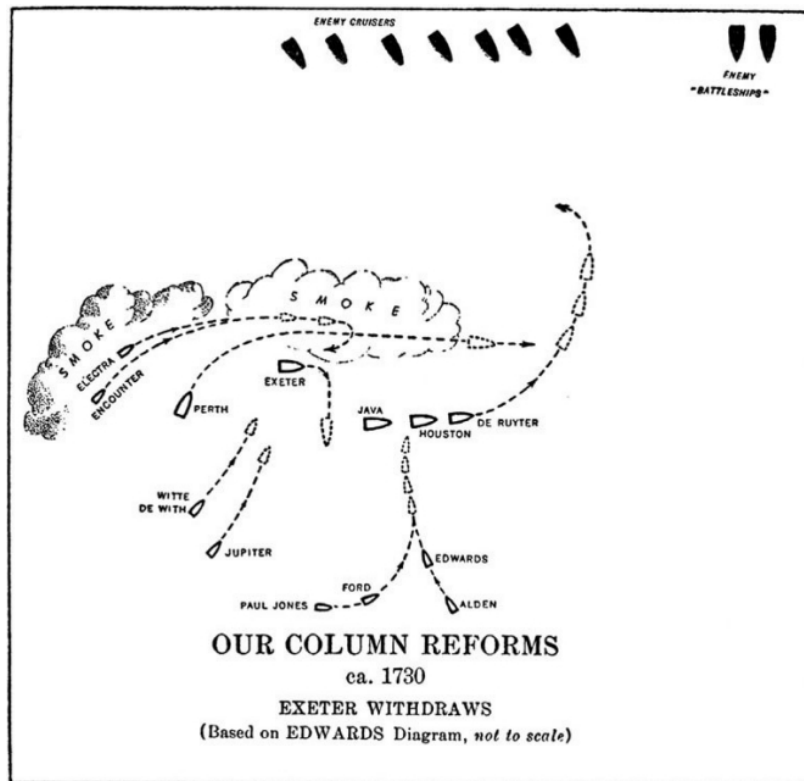 ENEMY CRUISERS
ENEMY
"BATTLESHIPS"
SMOKE
SMOKE
ELECTRA
ENCOUNTER
EXETER
PERTH
JAVA
HOUSTON
DE RUYTER
WITTE
DE WITH
JUPITER
EDWARDS
FORD
PAUL JONES
ALDEN
OUR COLUMN REFORMS
ca. 1730
EXETER WITHDRAWS
(Based on EDWARDS Diagram, not to scale)